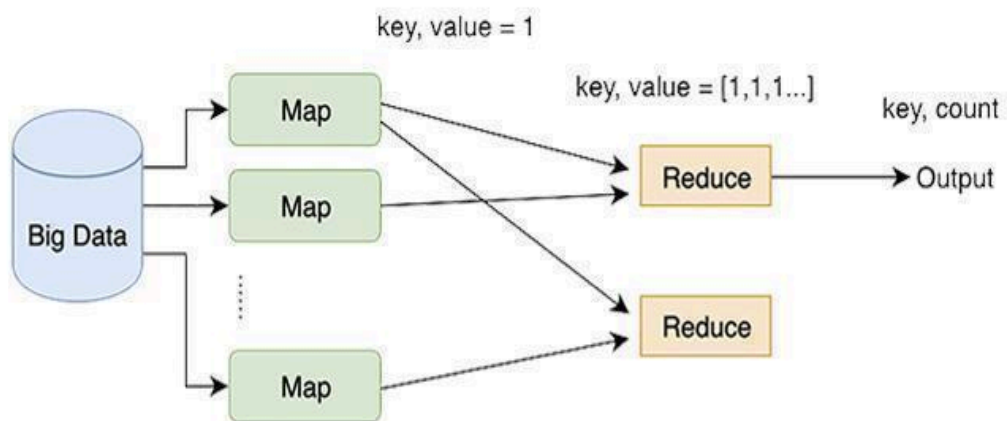 key, value = 1
key, value = [1,1,1...]
key, count
Map
Reduce
Output
Map
Big Data
Reduce
Map